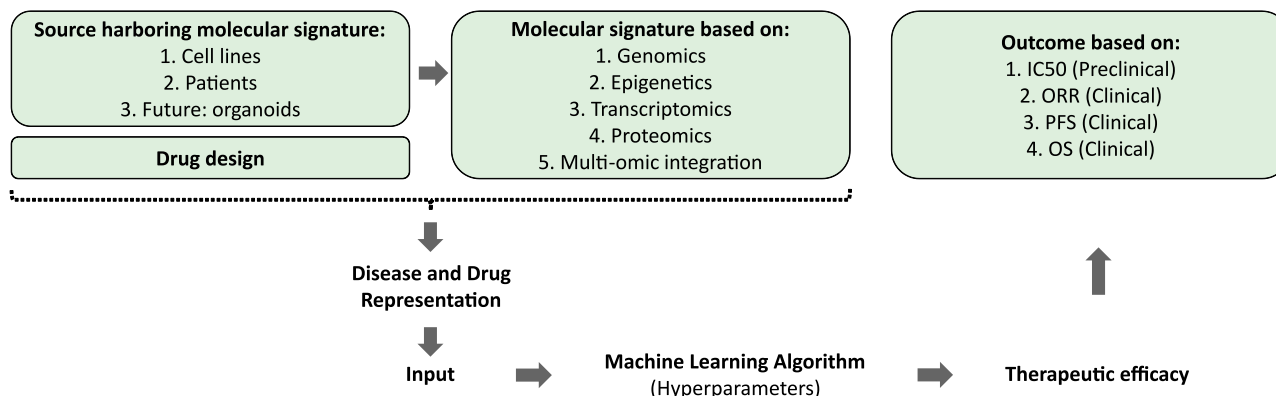 Source harboring molecular signature:
1. Cell lines
2. Patients
3. Future: organoids
Drug design
Molecular signature based on:
1. Genomics
2. Epigenetics
3. Transcriptomics
4. Proteomics
5. Multi-omic integration
Outcome based on:
1. IC50 (Preclinical)
2. ORR (Clinical)
3. PFS (Clinical)
4. OS (Clinical)
Disease and Drug
Representation
Input
Machine Learning Algorithm
(Hyperparameters)
Therapeutic efficacy